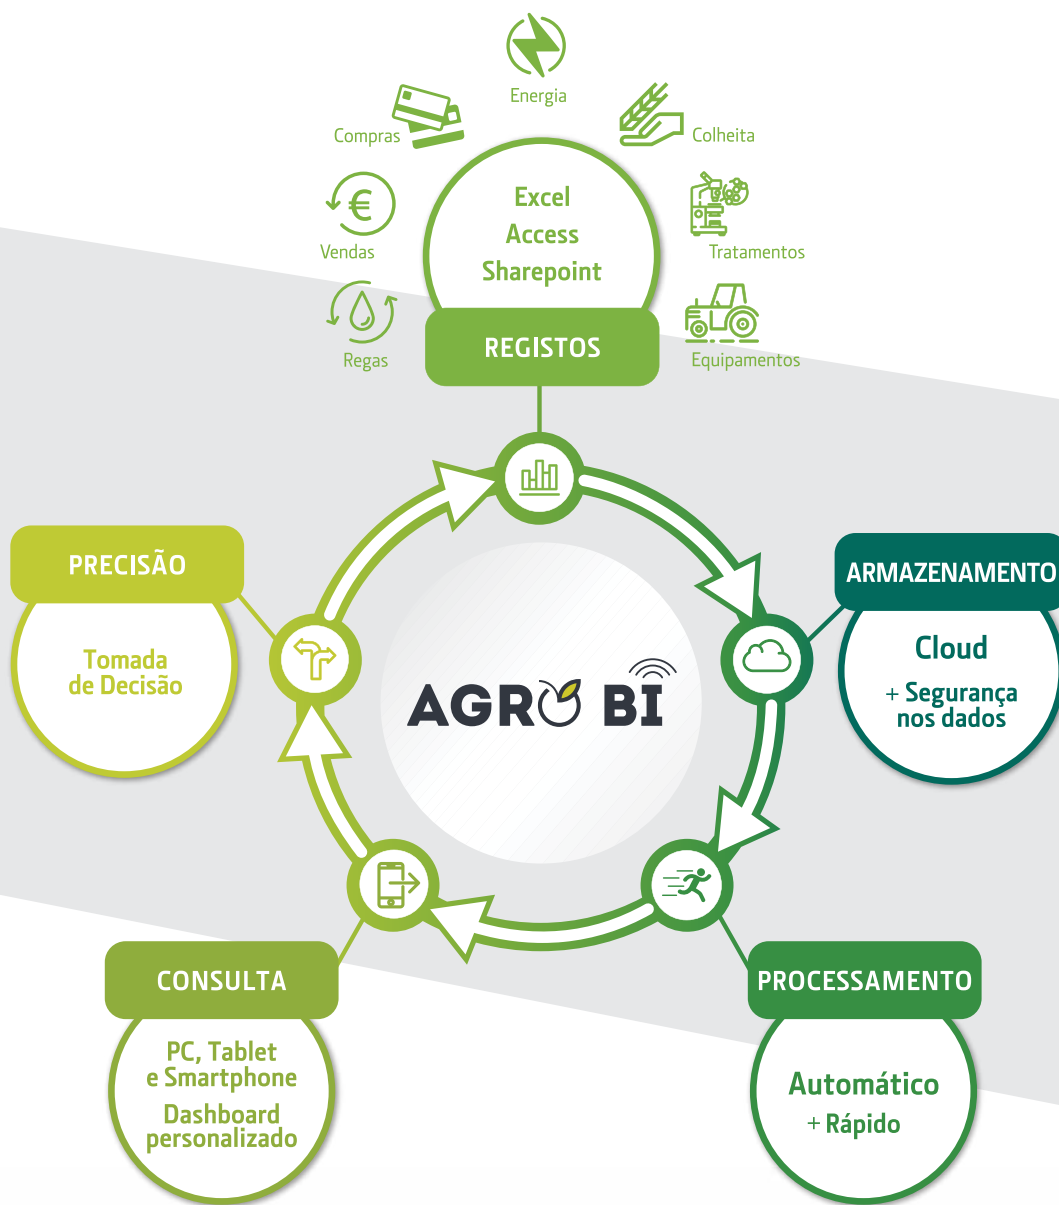 Energia
Compras
Colheita
Excel
Access
Sharepoint
Vendas
Tratamentos
Regas
REGISTOS
Equipamentos
PRECISÃO
Tomada
de Decisão
ARMAZENAMENTO
Cloud
+ Segurança
nos dados
AGRO BI
CONSULTA
PC, Tablet
e Smartphone
Dashboard
personalizado
PROCESSAMENTO
Automático
+ Rápido